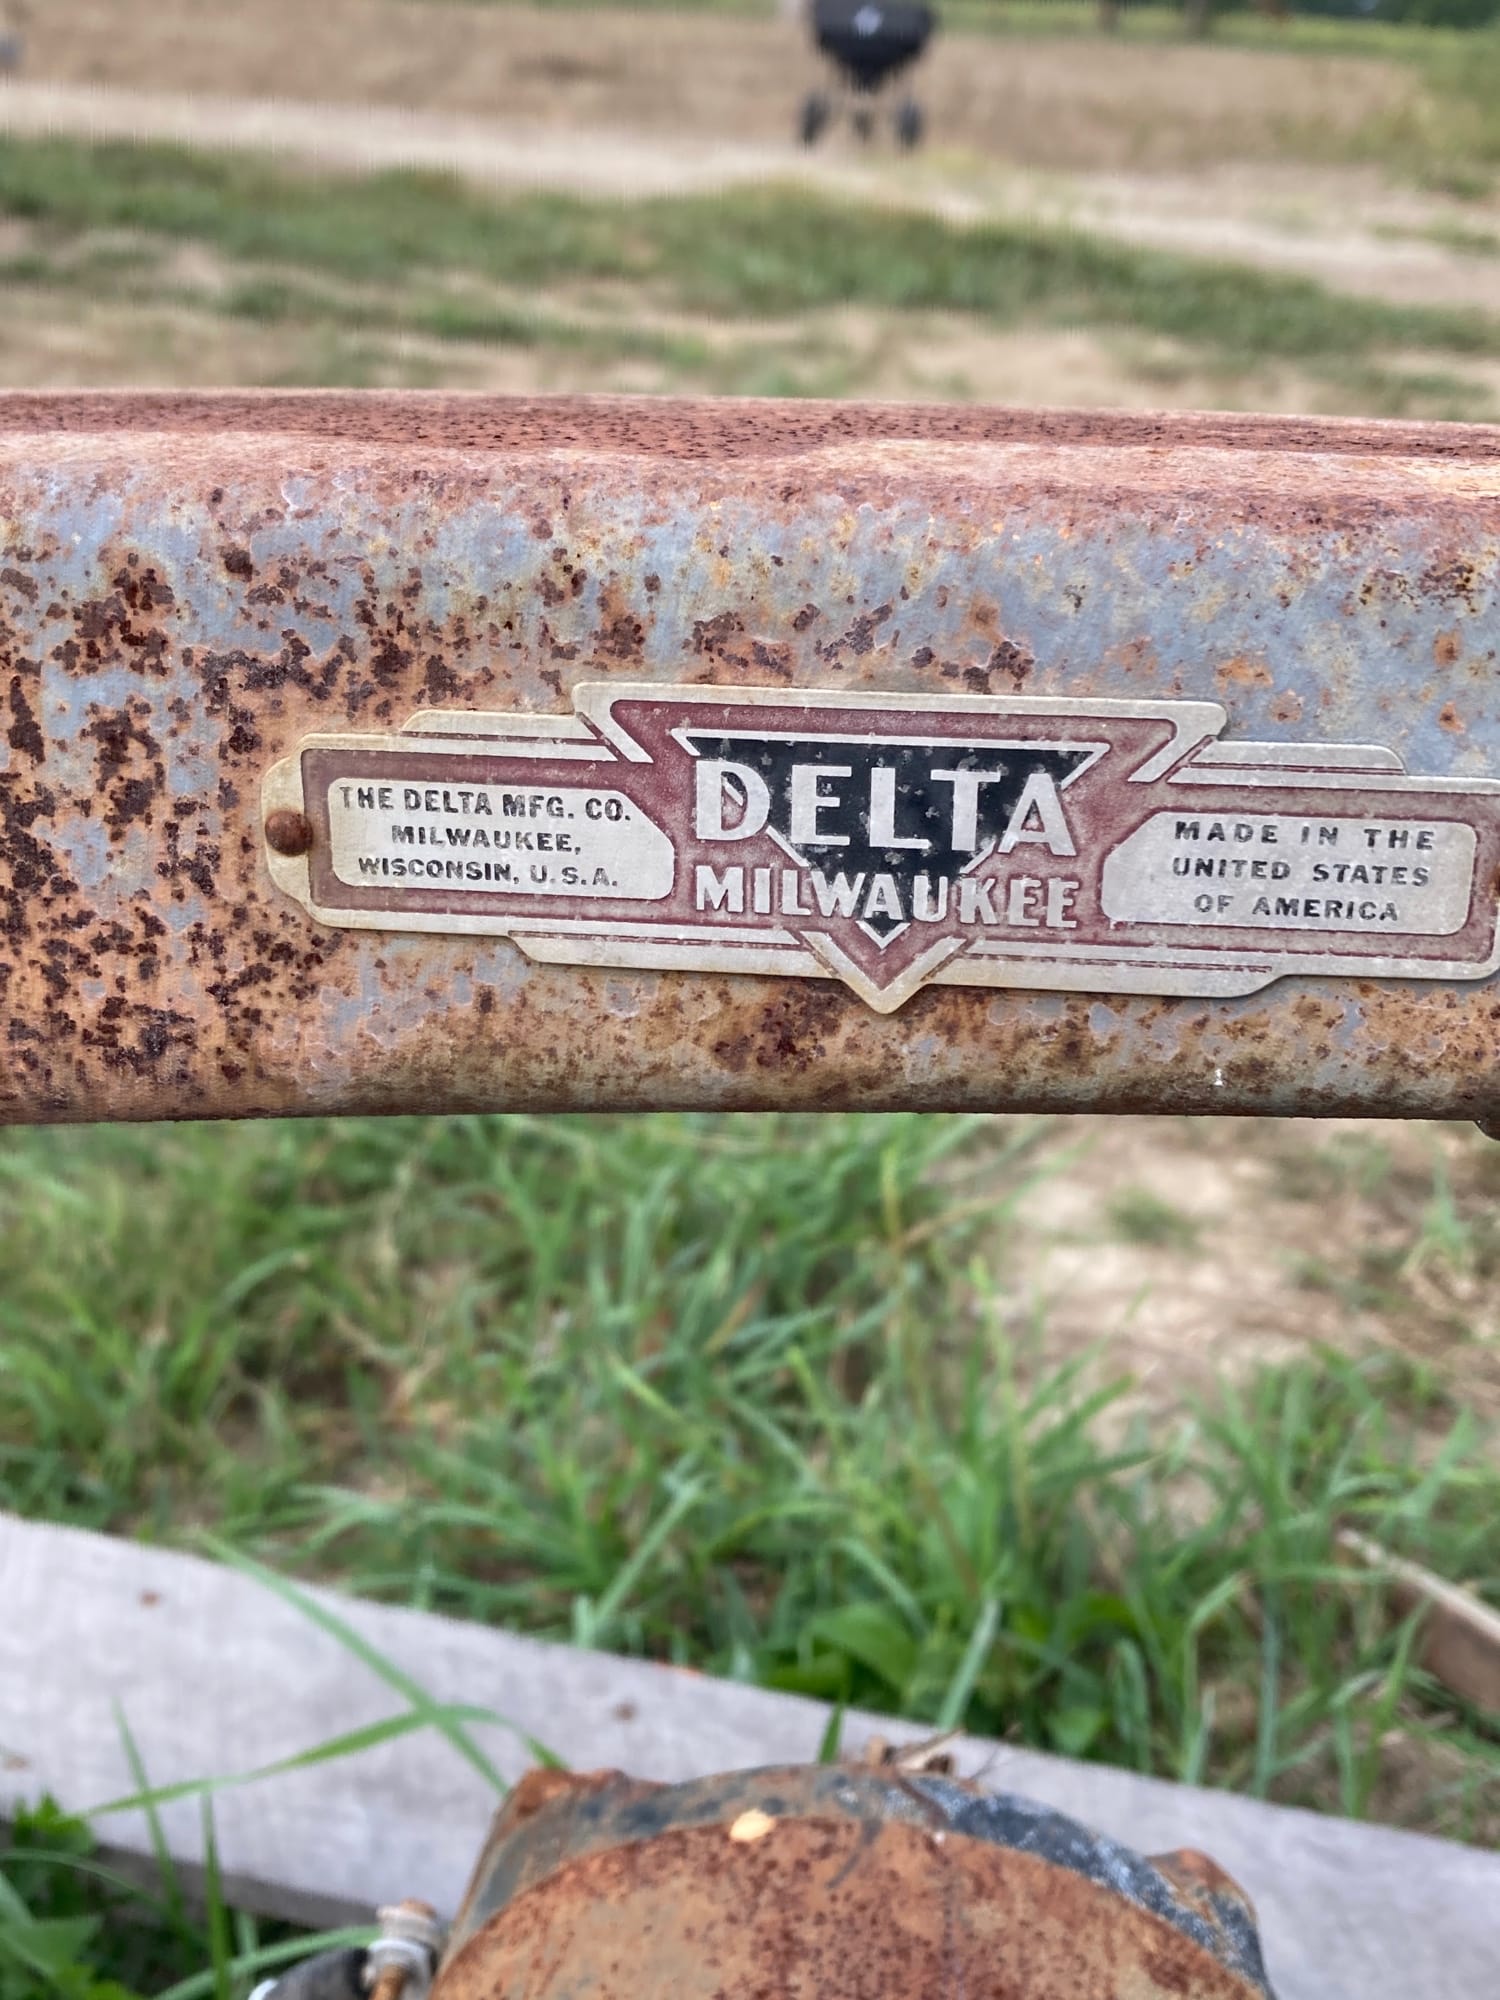 THE DELTA MFG. CO.
MILWAUKEE,
WISCONSIN, U.S.A.
DELTA
MILWAUKEE
MADE IN THE
UNITED STATES
OF AMERICA